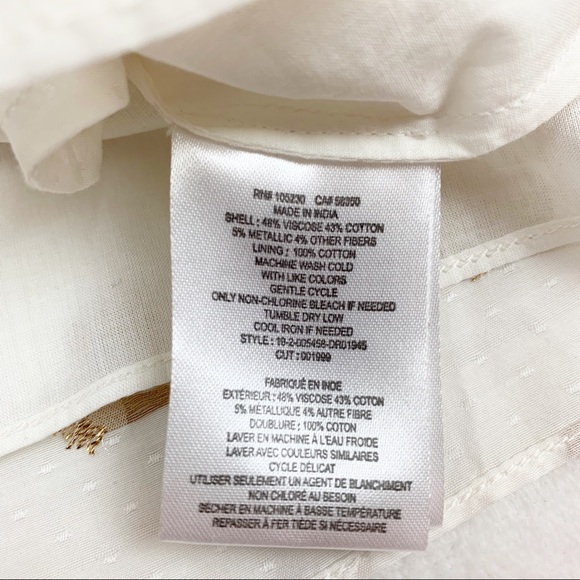 RN# 105230 CA# 58350
MADE IN INDIA
SHELL : 48% VISCOSE 43% COTTON
5% METALLIC 4% OTHER FIBERS
LINING ; 100% COTTON
MACHINE WASH COLD
WITH LIKE COLORS
GENTLE CYCLE
ONLY NON-CHLORINE BLEACH IF NEEDED
TUMBLE DRY LOW
COOL IRON IF NEEDED
STYLE : 19-2-005458-DR01945
CUT : 001999
FABRIQUÉ EN INDE
EXTÉRIEUR : 48% VISCOSE 43% COTON
5% MÉTALLIQUE 4% AUTRE FIBRE
DOUBLURE ; 100% COTON
LAVER EN MACHINE À L'EAU FROIDE
LAVER AVEC COULEURS SIMILAIRES
CYCLE DÉLICAT
UTILISER SEULEMENT UN AGENT DE BLANCHIMENT
NON CHLORÉ AU BESOIN
SÉCHER EN MACHINE À BASSE TEMPÉRATURE
REPASSER À FER TIÉDE SI NÉCESSAIRE